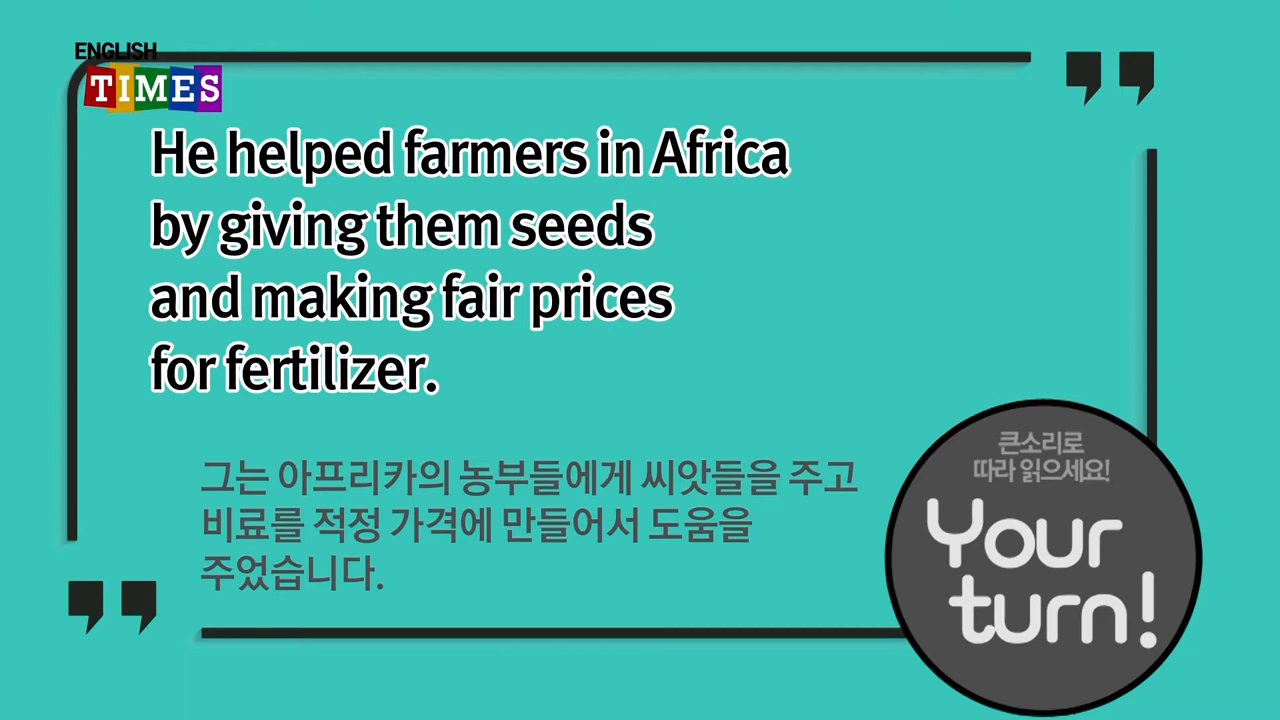 ENGLISH
TIMES
He helped farmers in Africa
by giving them seeds
and making fair prices
for fertilizer.
그는 아프리카의 농부들에게 씨앗들을 주고
비료를 적정 가격에 만들어서 도움을
주었습니다.
큰소리로
따라 읽으세요!
Your
turn!